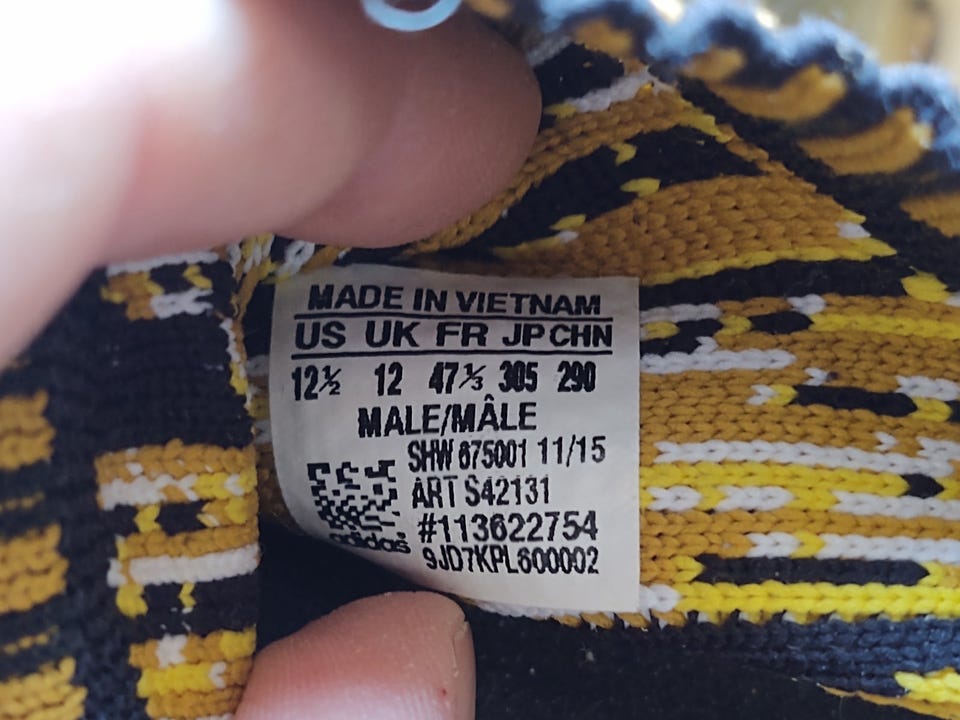 MADE IN VIETNAM
US UK FR JP CHN
12½ 12 47⅓ 305 290
MALE/MÂLE
SHW 675001 11/15
ART S42131
#113622754
adidas
9JD7KPL600002